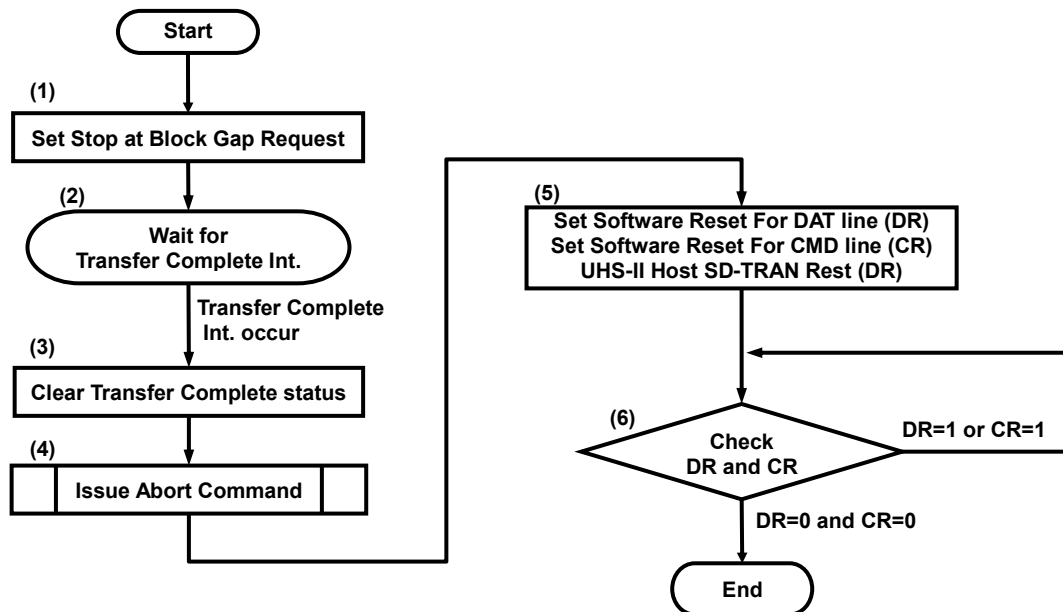 Start
(1)
Set Stop at Block Gap Request
(2)
Wait for
Transfer Complete Int.
Transfer Complete
Int. occur
(3)
Clear Transfer Complete status
(4)
Issue Abort Command
(5)
Set Software Reset For DAT line (DR)
Set Software Reset For CMD line (CR)
UHS-II Host SD-TRAN Rest (DR)
(6)
Check
DR and CR
DR=1 or CR=1
DR=0 and CR=0
End